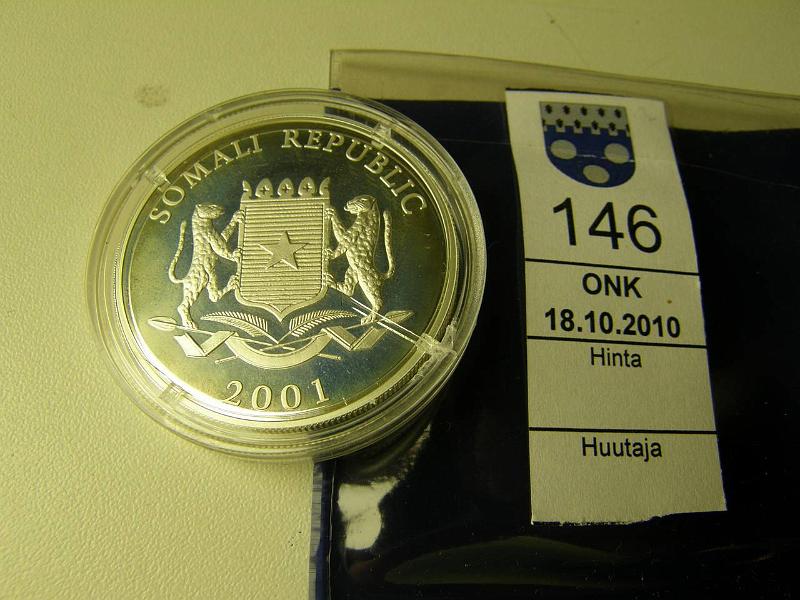 SOMALI REPUBLIC
2001
146
ONK
18.10.2010
Hinta
Huutaja